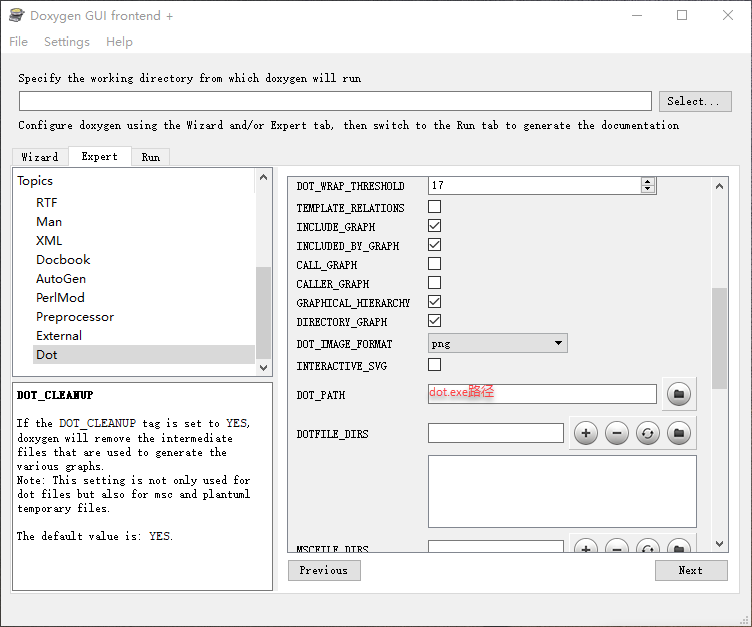 Doxygen GUI frontend +
File Settings Help
Specify the working directory from which doxygen will run
Select...
Configure doxygen using the Wizard and/or Expert tab, then switch to the Run tab to generate the documentation
Wizard Expert Run
Topics
RTF
Man
XML
Docbook
AutoGen
PerlMod
Preprocessor
External
Dot
DOT_CLEANUP
If the DOT_CLEANUP tag is set to YES,
doxygen will remove the intermediate
files that are used to generate the
various graphs.
Note: This setting is not only used for
dot files but also for msc and plantuml
temporary files.
The default value is: YES.
DOT_WRAP_THRESHOLD 17
TEMPLATE_RELATIONS
INCLUDE_GRAPH
INCLUDED_BY_GRAPH
CALL_GRAPH
CALLER_GRAPH
GRAPHICAL_HIERARCHY
DIRECTORY_GRAPH
DOT_IMAGE_FORMAT png
INTERACTIVE_SVG
DOT_PATH dot.exe路径
DOTFILE_DIRS
MSCFILE_DIRS
Previous Next